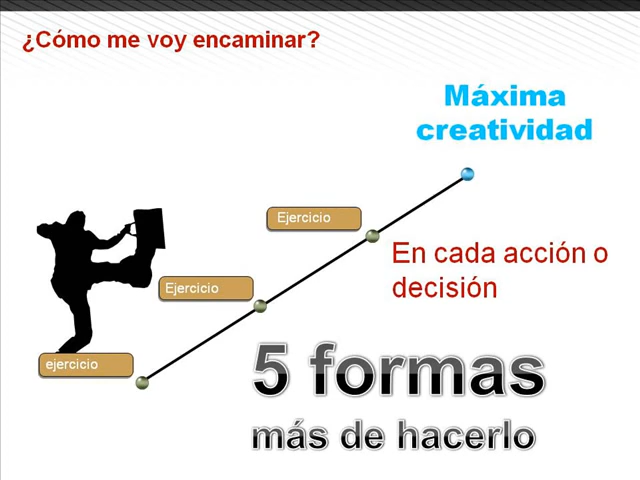 ¿Cómo me voy encaminar?
Máxima
creatividad
Ejercicio
En cada acción o
decisión
Ejercicio
5 formas
ejercicio
más de hacerlo